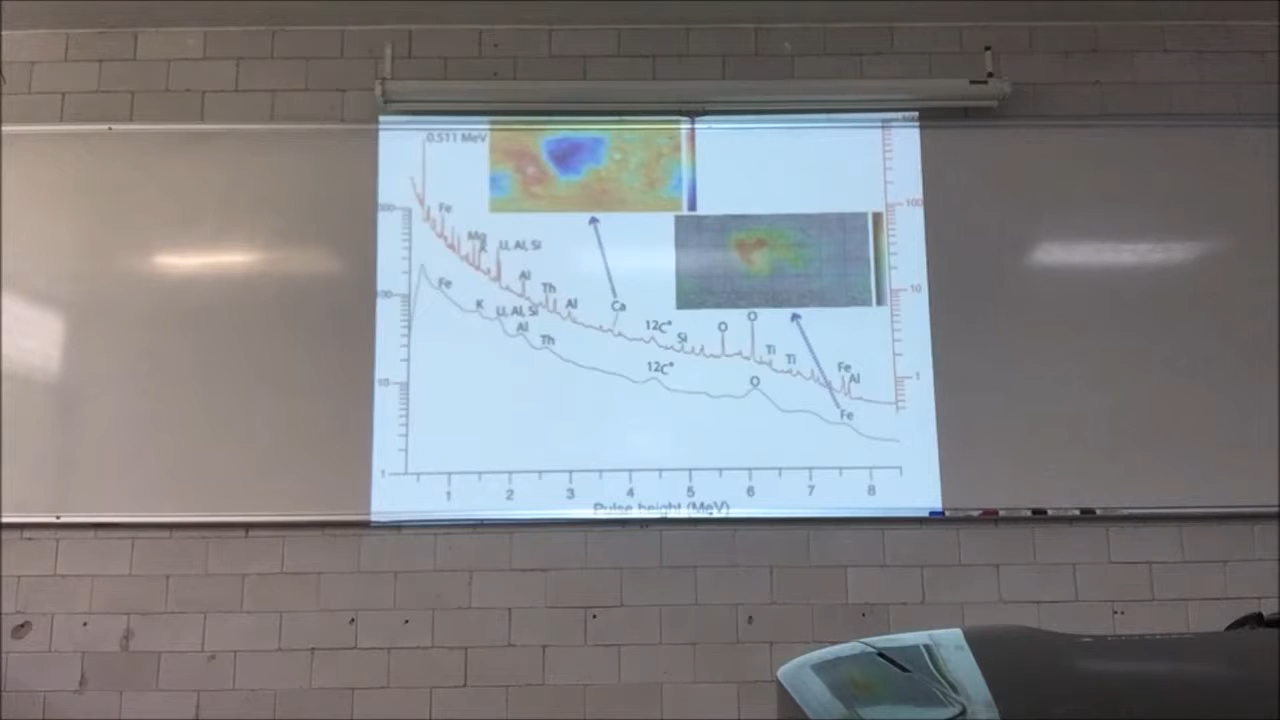 0.511 MeV
100
Fe
Mg
U, Al, Si
Al
Th
Al
Ca
12C*
Si
O
O
Ti
Ti
Fe
Al
10
1
Fe
K
U, Al, Si
Al
Th
12C*
O
Fe
10
1
1 2 3 4 5 6 7 8
Pulse height (MeV)